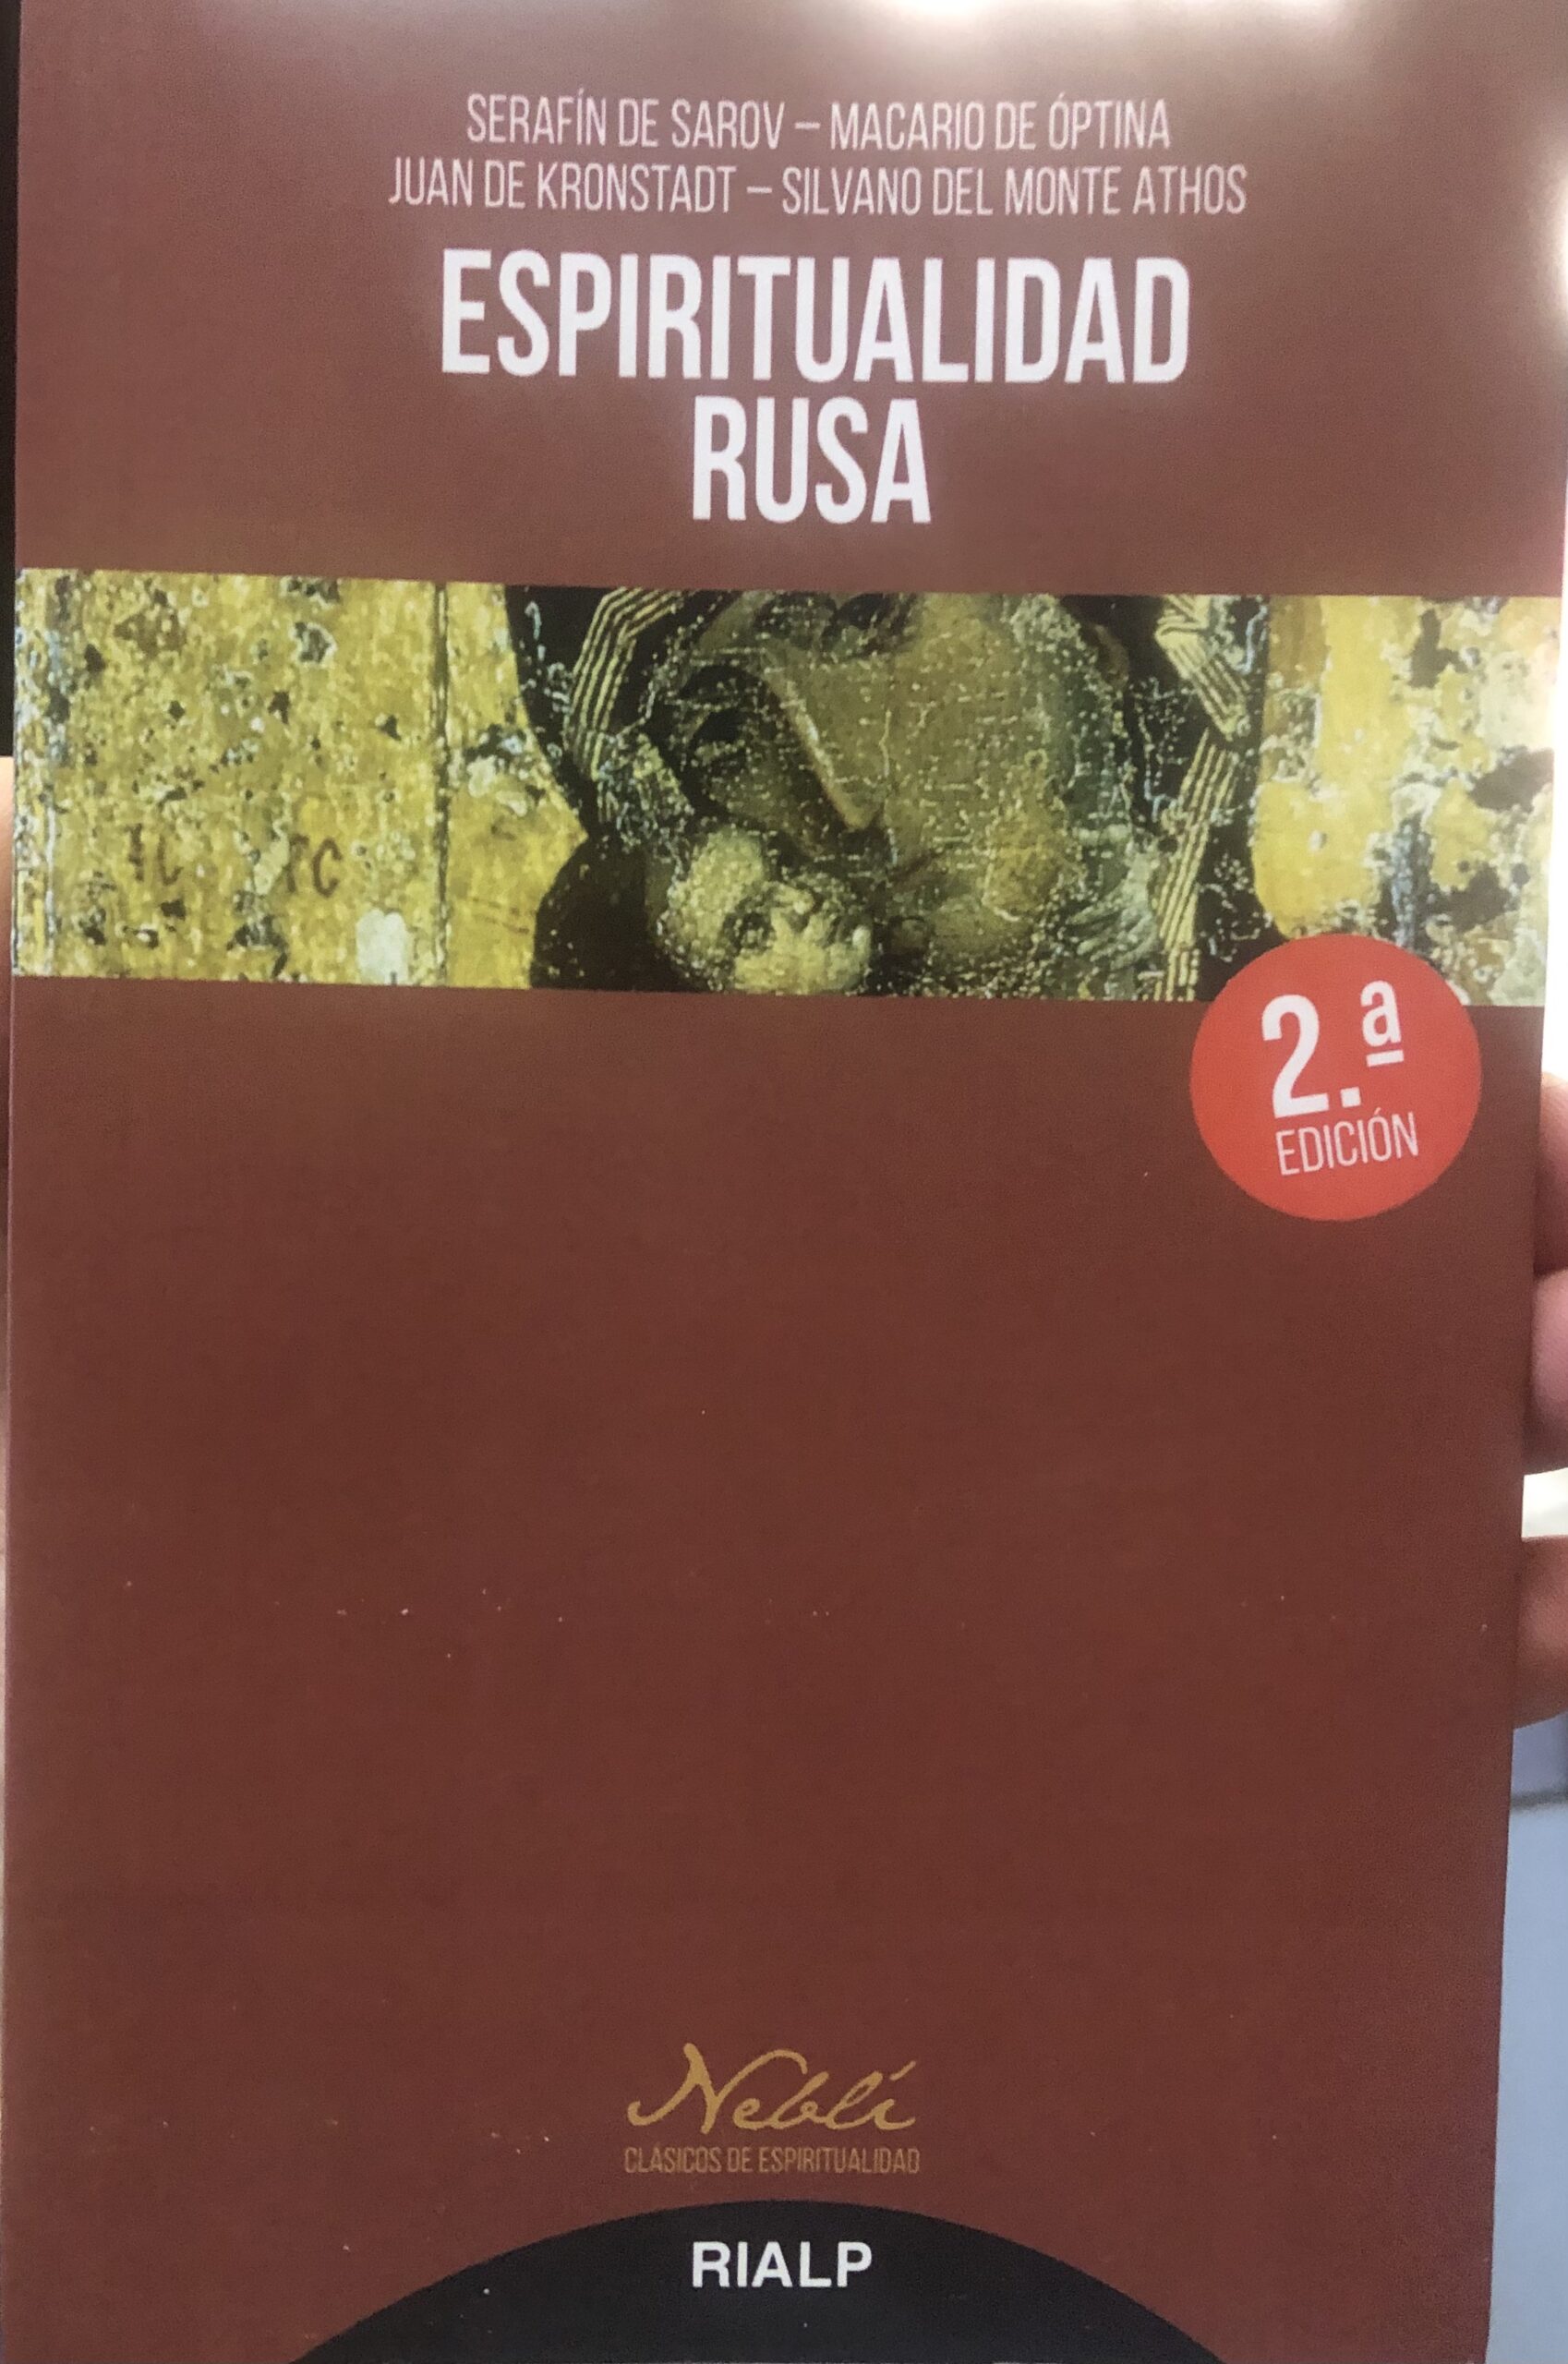 SERAFÍN DE SAROV – MACARIO DE ÓPTINA
JUAN DE KRONSTADT – SILVANO DEL MONTE ATHOS
ESPIRITUALIDAD
RUSA
IC XC
2.ª
EDICIÓN
Neblí
CLÁSICOS DE ESPIRITUALIDAD
RIALP